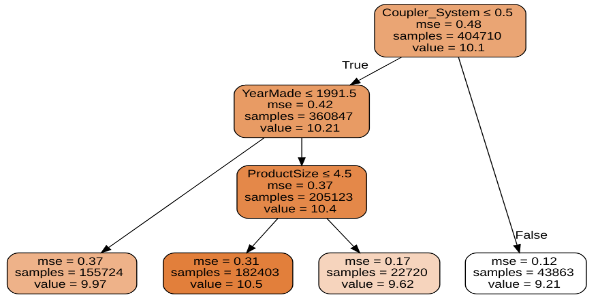 Coupler_System ≤ 0.5
mse = 0.48
samples = 404710
value = 10.1
True
YearMade ≤ 1991.5
mse = 0.42
samples = 360847
value = 10.21
ProductSize ≤ 4.5
mse = 0.37
samples = 205123
value = 10.4
False
mse = 0.37
samples = 155724
value = 9.97
mse = 0.31
samples = 182403
value = 10.5
mse = 0.17
samples = 22720
value = 9.62
mse = 0.12
samples = 43863
value = 9.21